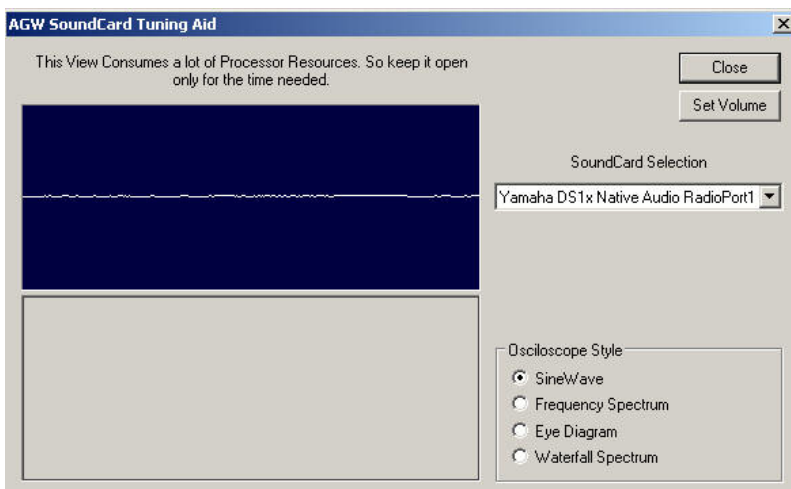 AGW SoundCard Tuning Aid
This View Consumes a lot of Processor Resources. So keep it open
only for the time needed.
Close
Set Volume
SoundCard Selection
Yamaha DS1x Native Audio RadioPort1
Osciloscope Style
SineWave
Frequency Spectrum
Eye Diagram
Waterfall Spectrum